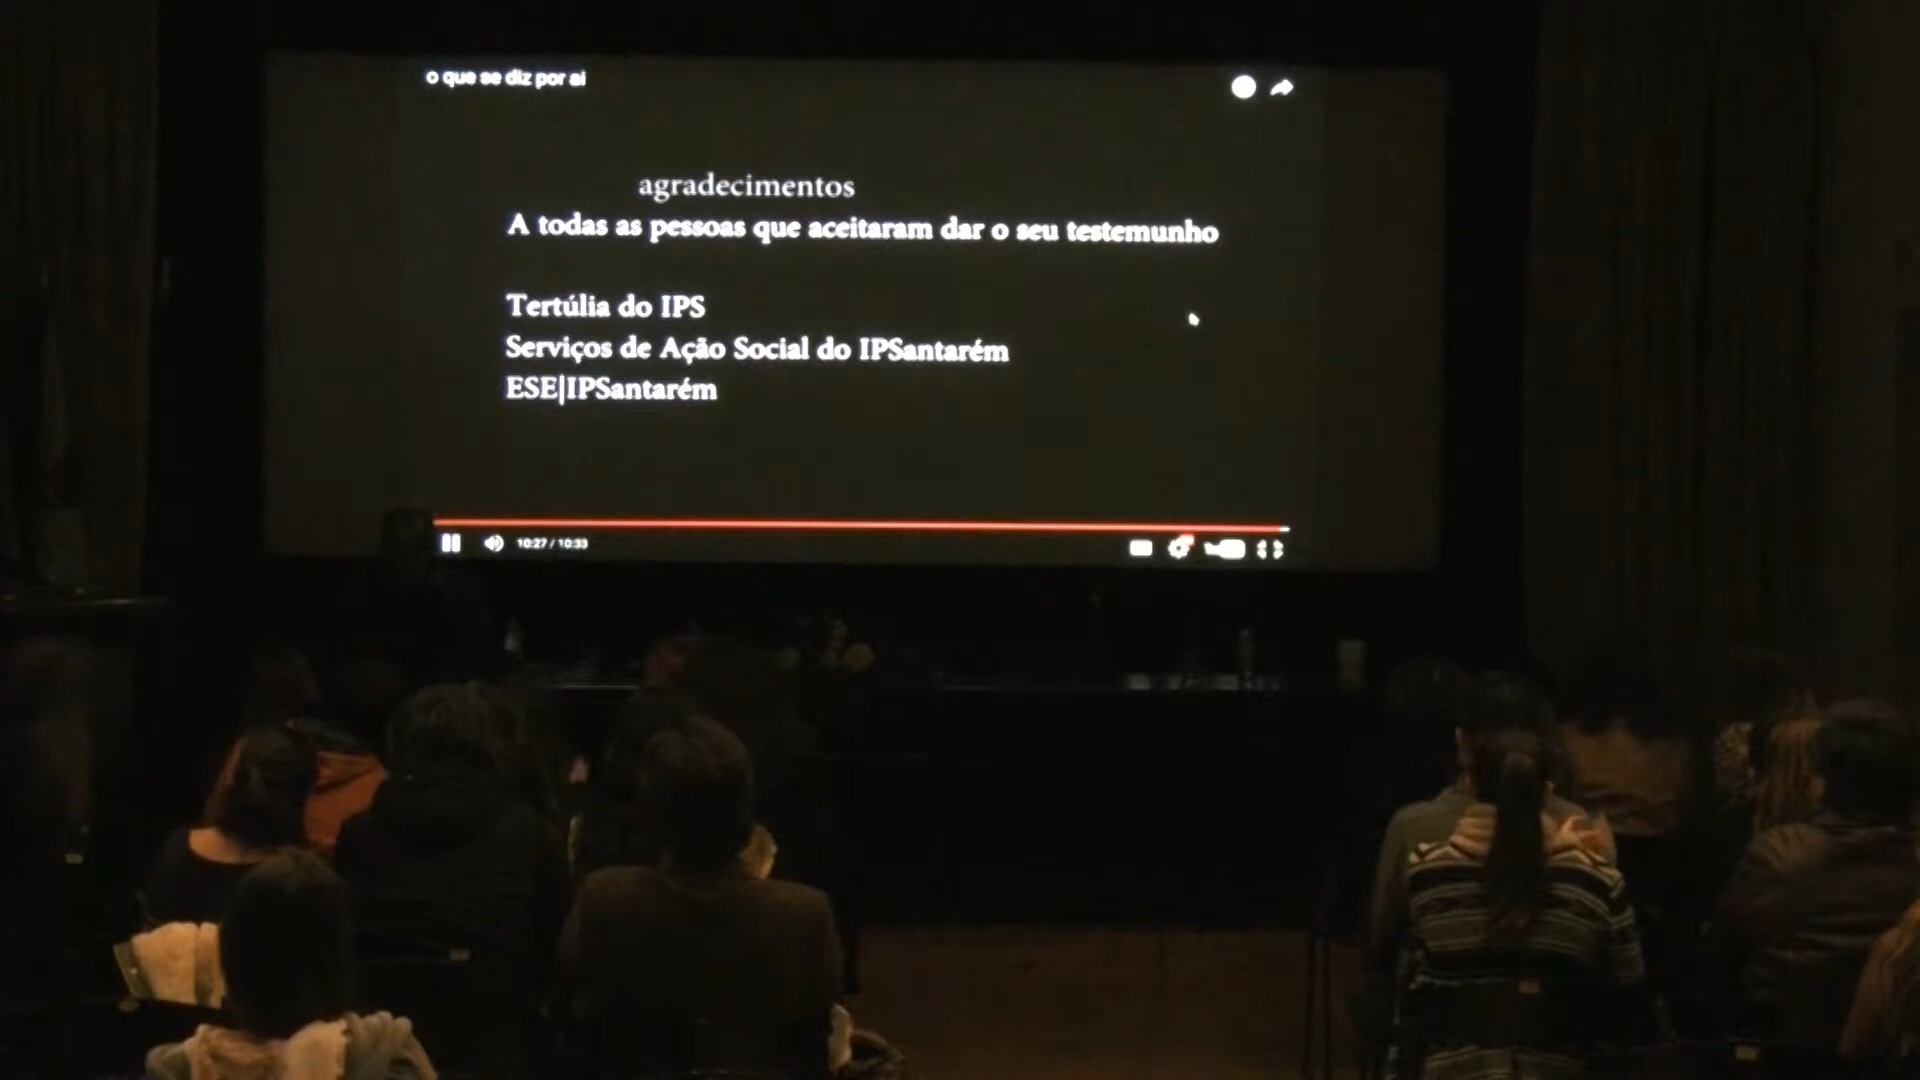 o que se diz por aí
agradecimentos
A todas as pessoas que aceitaram dar o seu testemunho
Tertúlia do IPS
Serviços de Ação Social do IPSantarém
ESE|IPSantarém
10:27 / 10:33